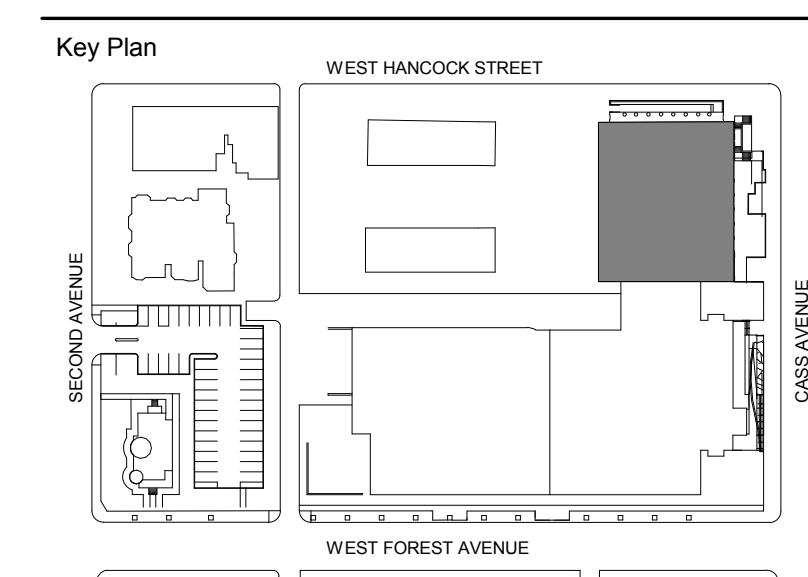 Key Plan
WEST HANCOCK STREET
SECOND AVENUE
CASS AVENUE
WEST FOREST AVENUE